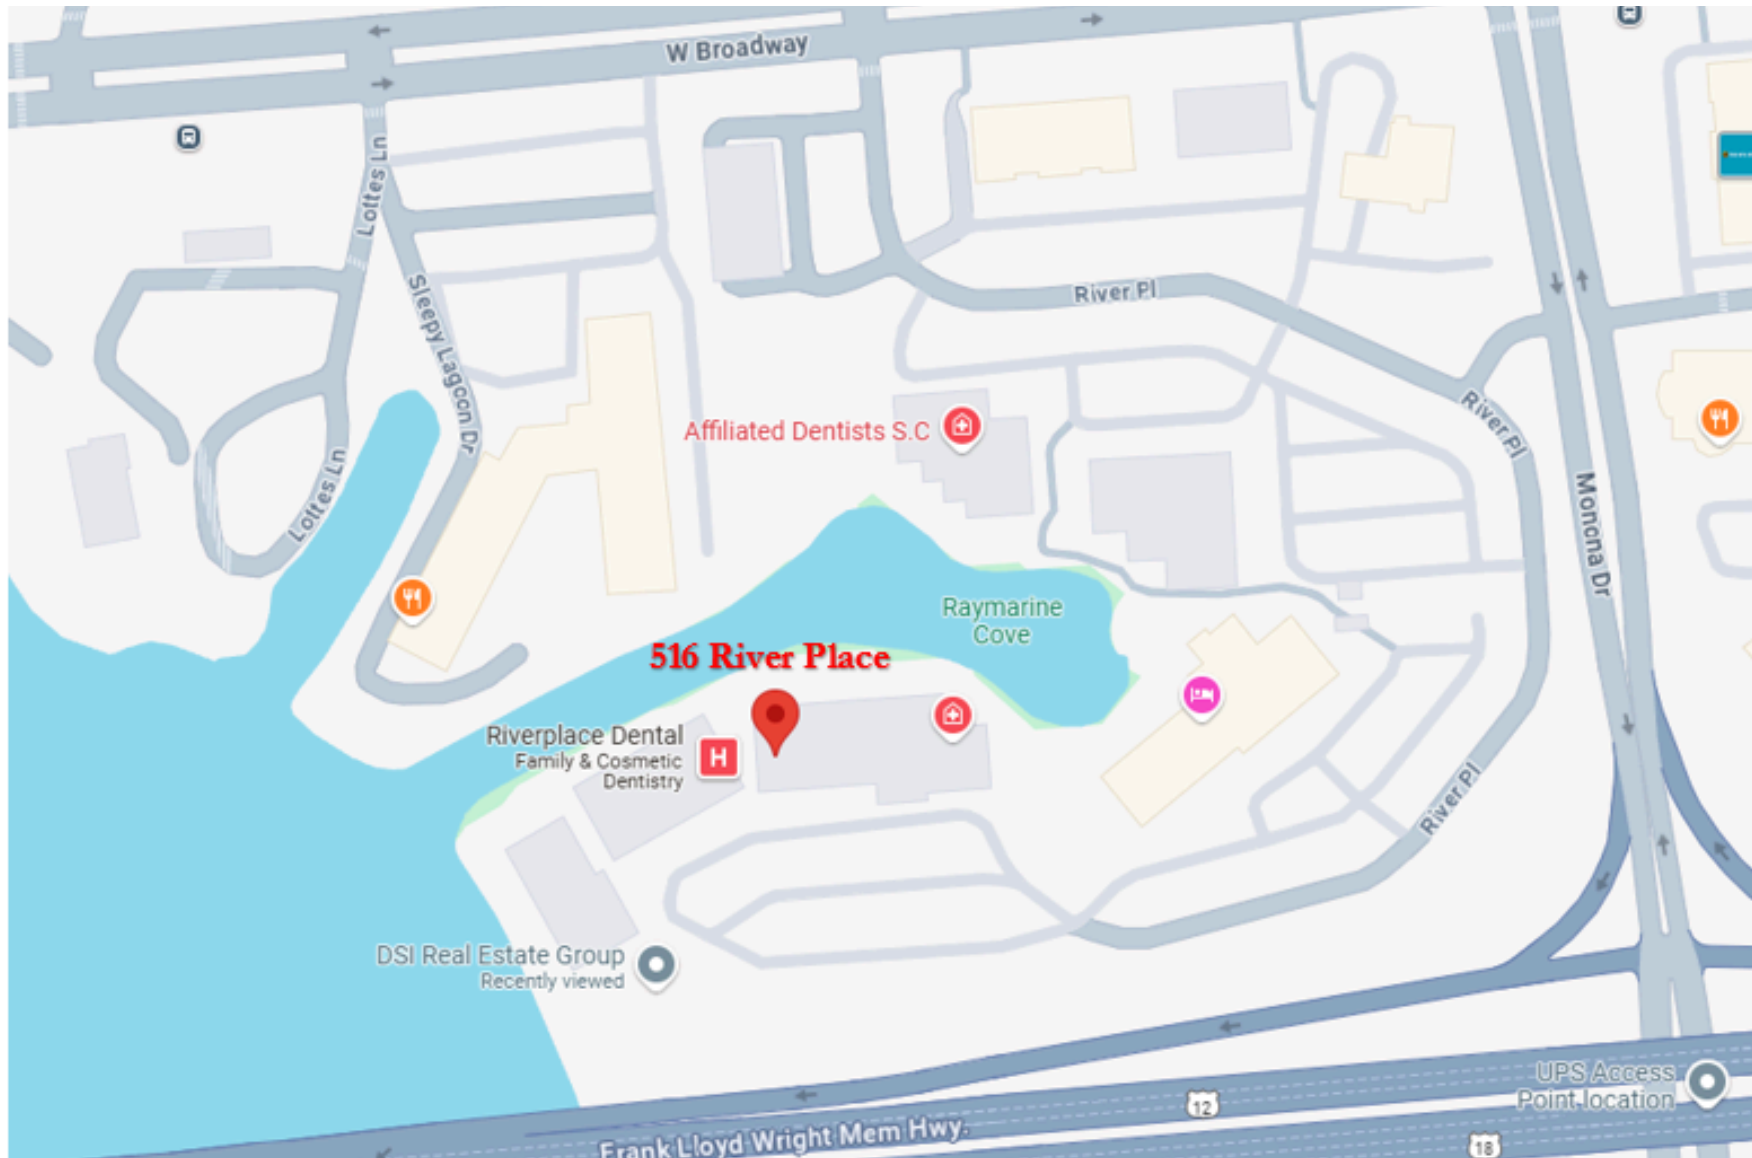 W Broadway
Lottes Ln
Sleepy Lagoon Dr
River Pl
River Pl
Affiliated Dentists S.C
Lottes Ln
Monona Dr
Raymarine
Cove
516 River Place
Riverplace Dental
Family & Cosmetic
Dentistry
H
River Pl
DSI Real Estate Group
Recently viewed
UPS Access
Point location
12
Frank Lloyd Wright Mem Hwy.
18